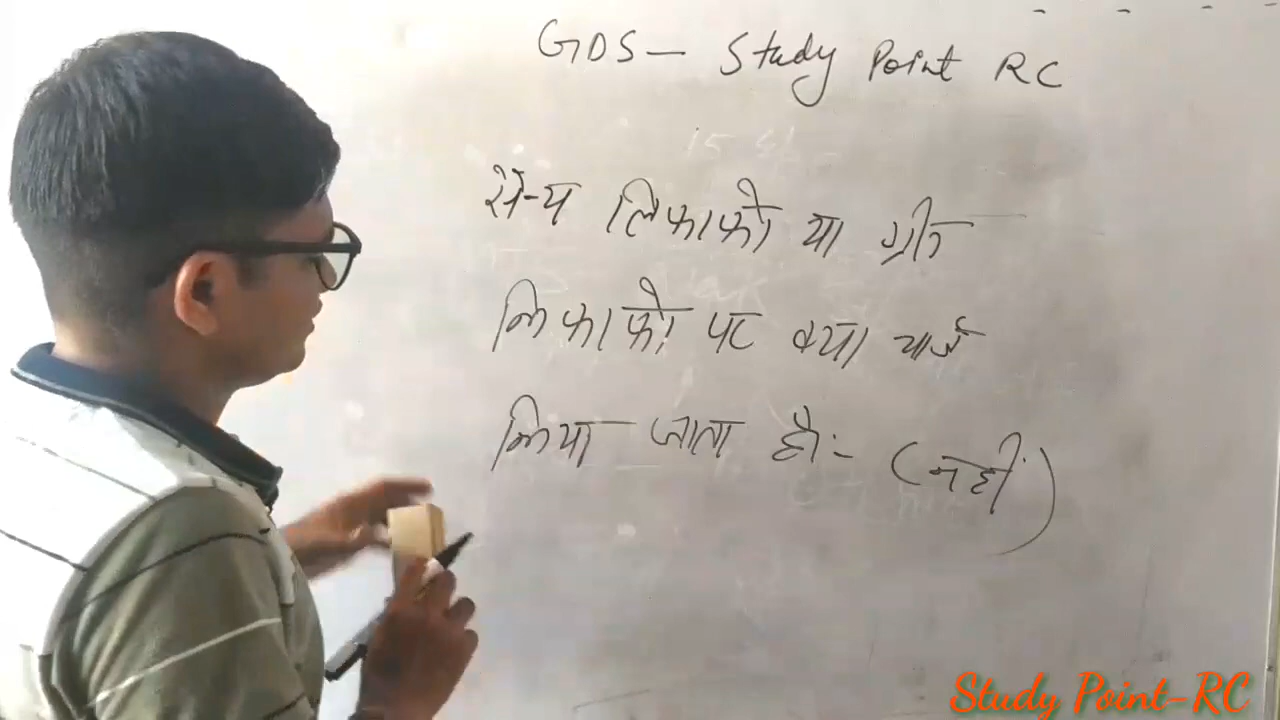 GDS - Study Point RC
सैन्य लिफाफो या ग्रीन
लिफाफो पर क्या चार्ज
लिया जाता है:- (नहीं)
Study Point-RC